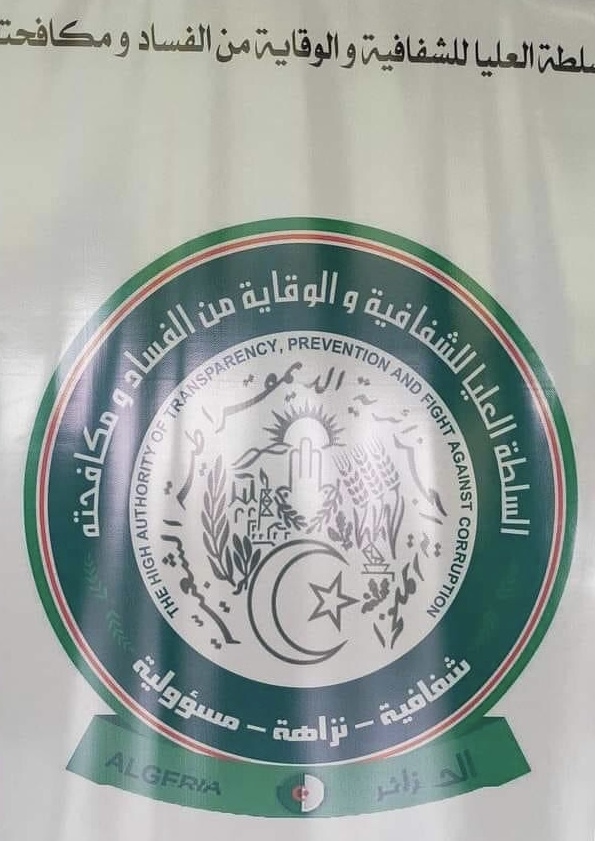 سلطة العليا للشفافية و الوقاية من الفساد و مكافحته
السلطة العليا للشفافية و الوقاية من الفساد و مكافحته
THE HIGH AUTHORITY OF TRANSPARENCY, PREVENTION AND FIGHT AGAINST CORRUPTION
الجمهورية الجزائرية الديمقراطية الشعبية
شفافية – نزاهة – مسؤولية
ALGERIA
الجزائر